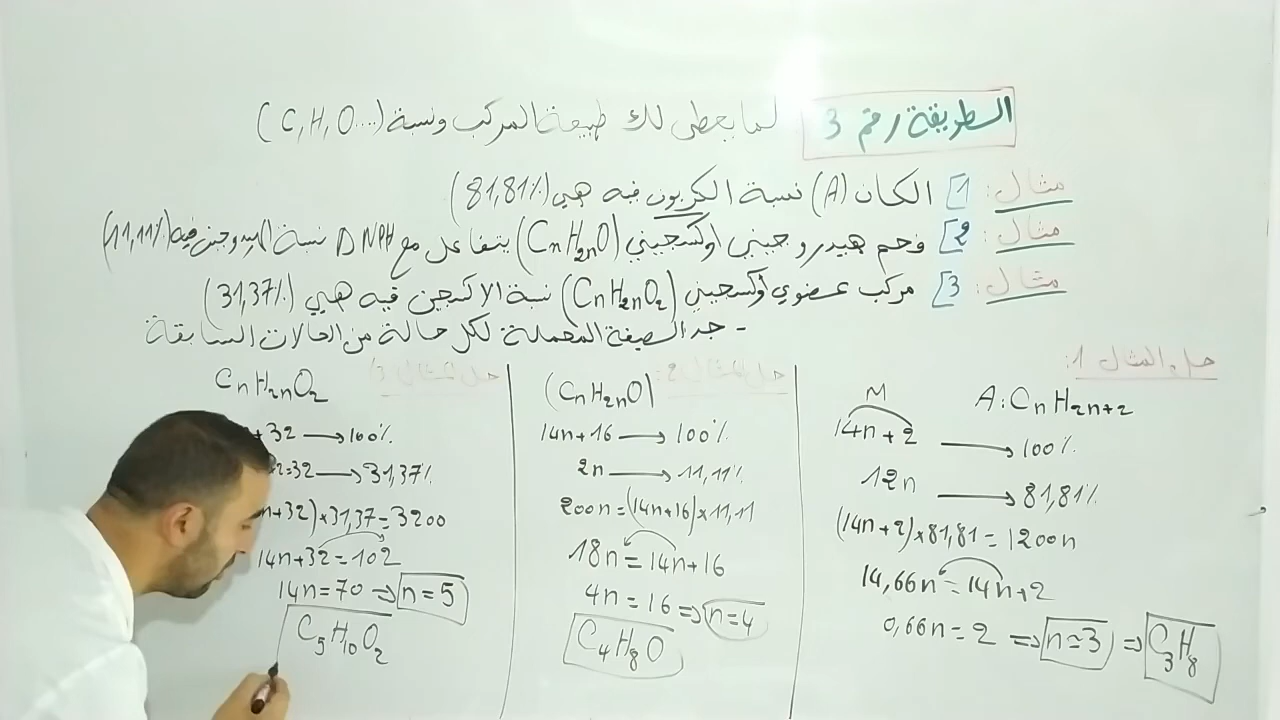 الطريقة رقم 3 لما يعطى لك طبيعة المركب ونسبة (C, H, O...)
مثال: 1] الكان (A) نسبة الكربون فيه هي (81,81%)
مثال: 2] فحم هيدروجيني أوكسجيني (CnH2nO) يتفاعل مع DNPH نسبة الهيدروجين فيه (11,11%)
مثال: 3] مركب عضوي أوكسجيني (CnH2nO2) نسبة الاكسجين فيه هي (31,37%)
- جد الصيغة المجملة لكل حالة من الحالات السابقة
حل المثال 1:
M A: CnH2n+2
14n+2 → 100%
12n → 81,81%
(14n+2)×81,81 = 1200n
14,66n = 14n+2
0,66n = 2 ⇒ n=3 ⇒ C3H8
حل المثال 2:
(CnH2nO)
14n+16 → 100%
2n → 11,11%
200n = (14n+16)×11,11
18n = 14n+16
4n = 16 ⇒ n=4
C4H8O
حل المثال 3)
CnH2nO2
+32 → 100%
=32 → 31,37%
n+32)×31,37=3200
14n+32=102
14n=70 ⇒ n=5
C5H10O2